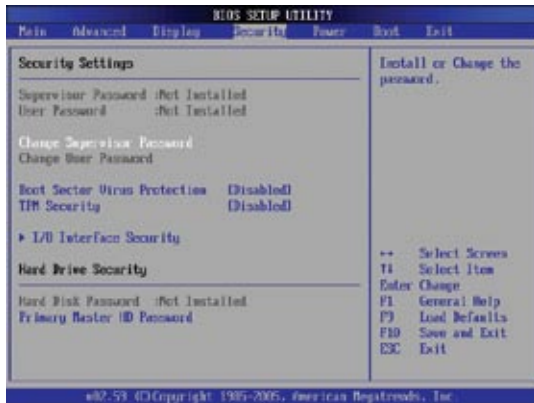 BIOS SETUP UTILITY
Main Advanced Display Security Power Boot Exit
Security Settings
Supervisor Password :Not Installed
User Password :Not Installed
Change Supervisor Password
Change User Password
Boot Sector Virus Protection [Disabled]
TPM Security [Disabled]
▶ I/O Interface Security
Hard Drive Security
Hard Disk Password :Not Installed
Primary Master HD Password
Install or Change the
password.
↔ Select Screen
↑↓ Select Item
Enter Change
F1 General Help
F9 Load Defaults
F10 Save and Exit
ESC Exit
v02.59 (C)Copyright 1985-2005, American Megatrends, Inc.